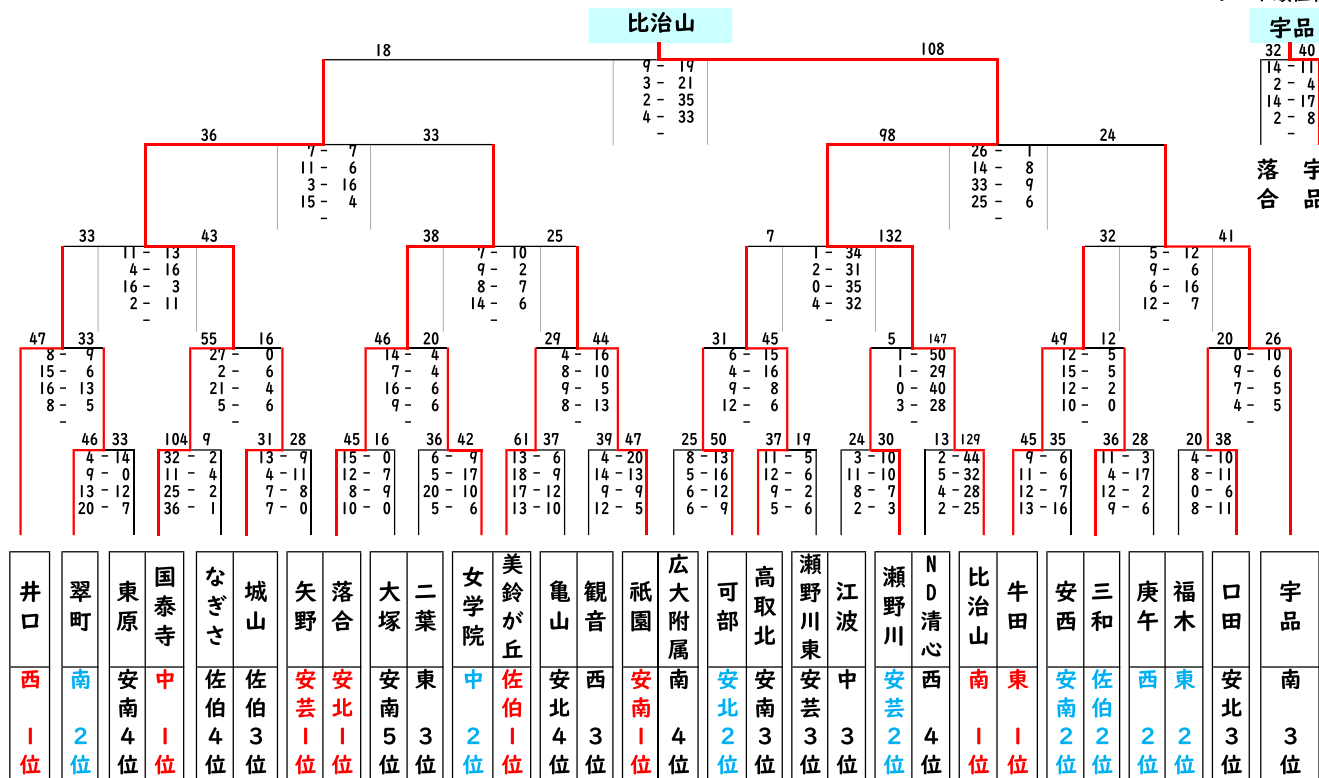 比治山
宇品
18 108
32 40
9 - 19
3 - 21
2 - 35
4 - 33
-
14 - 11
2 - 4
14 - 17
2 - 8
-
落合 宇品
36 33
98 24
7 - 7
11 - 6
3 - 16
15 - 4
-
26 - 1
14 - 8
33 - 9
25 - 6
-
33 43
38 25
7 132
32 41
11 - 13
4 - 16
16 - 3
2 - 11
-
7 - 10
9 - 2
8 - 7
14 - 6
-
1 - 34
2 - 31
0 - 35
4 - 32
-
5 - 12
9 - 6
6 - 16
12 - 7
-
47 33
55 16
46 20
29 44
31 45
5 147
49 12
20 26
8 - 9
15 - 6
16 - 13
8 - 5
-
27 - 0
2 - 6
21 - 4
5 - 6
-
14 - 4
7 - 4
16 - 6
9 - 6
-
4 - 16
8 - 10
9 - 5
8 - 13
-
6 - 15
4 - 16
9 - 8
12 - 6
-
1 - 50
1 - 29
0 - 40
3 - 28
-
12 - 5
15 - 5
12 - 2
10 - 0
-
0 - 10
9 - 6
7 - 5
4 - 5
-
46 33
104 9
31 28
45 16
36 42
61 37
39 47
25 50
37 19
24 30
13 129
45 35
36 28
20 38
4 - 14
9 - 0
13 - 12
20 - 7
32 - 2
11 - 4
25 - 2
36 - 1
13 - 9
4 - 11
7 - 8
7 - 0
15 - 0
12 - 7
8 - 9
10 - 0
6 - 9
5 - 17
20 - 10
5 - 6
13 - 6
18 - 9
17 - 12
13 - 10
4 - 20
14 - 13
9 - 9
12 - 5
8 - 13
5 - 16
6 - 12
6 - 9
11 - 5
12 - 6
9 - 2
5 - 6
3 - 10
11 - 10
8 - 7
2 - 3
2 - 44
5 - 32
4 - 28
2 - 25
9 - 6
11 - 6
12 - 7
13 - 16
11 - 3
4 - 17
12 - 2
9 - 6
4 - 10
8 - 11
0 - 6
8 - 11
井口 西1位
翠町 南2位
東原 安南4位
国泰寺 中1位
なぎさ 佐伯4位
城山 佐伯3位
矢野 安芸1位
落合 安北1位
大塚 安南5位
二葉 東3位
女学院 中2位
美鈴が丘 佐伯1位
亀山 安北4位
観音 西3位
祇園 安南1位
広大附属 南4位
可部 安北2位
高取北 安南3位
瀬野川東 安芸3位
江波 中3位
瀬野川 安芸2位
ND清心 西4位
比治山 南1位
牛田 東1位
安西 安南2位
三和 佐伯2位
庚午 西2位
福木 東2位
口田 安北3位
宇品 南3位